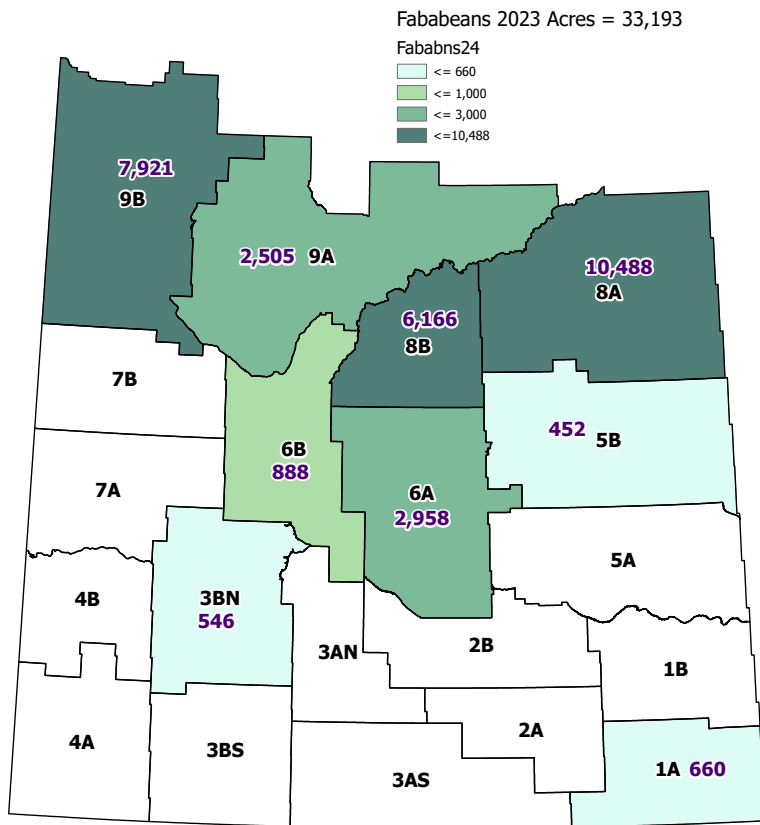 Fababeans 2023 Acres = 33,193
Fababns24
<= 660
<= 1,000
<= 3,000
<=10,488
7,921
9B
2,505 9A
10,488
8A
6,166
8B
7B
452 5B
6B
888
7A
6A
2,958
5A
4B
3BN
546
3AN
2B
1B
4A
3BS
2A
3AS
1A 660